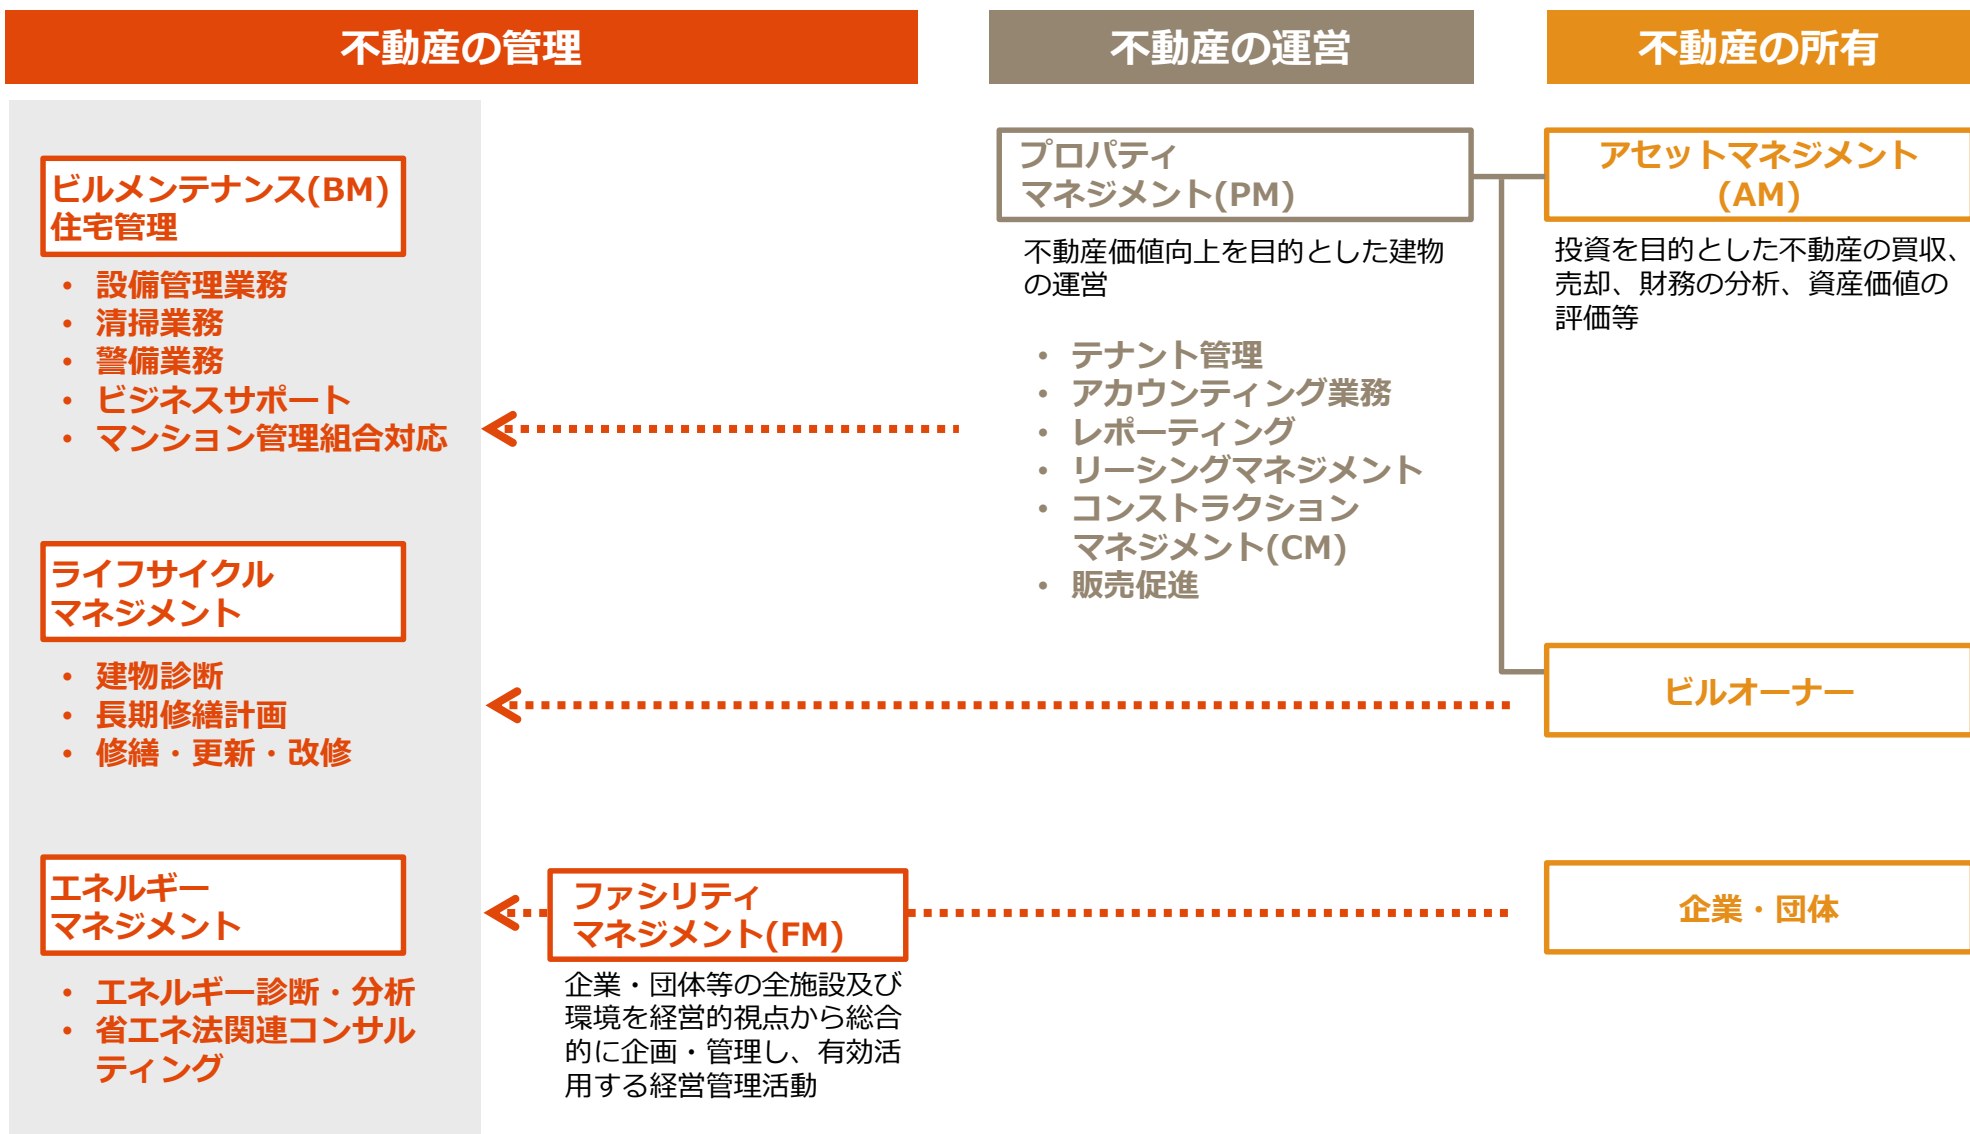 不動産の管理
不動産の運営
不動産の所有
ビルメンテナンス(BM)
住宅管理
・ 設備管理業務
・ 清掃業務
・ 警備業務
・ ビジネスサポート
・ マンション管理組合対応
ライフサイクル
マネジメント
・ 建物診断
・ 長期修繕計画
・ 修繕・更新・改修
エネルギー
マネジメント
・ エネルギー診断・分析
・ 省エネ法関連コンサル
ティング
ファシリティ
マネジメント(FM)
企業・団体等の全施設及び
環境を経営的視点から総合
的に企画・管理し、有効活
用する経営管理活動
プロパティ
マネジメント(PM)
不動産価値向上を目的とした建物
の運営
・ テナント管理
・ アカウンティング業務
・ レポーティング
・ リーシングマネジメント
・ コンストラクション
マネジメント(CM)
・ 販売促進
アセットマネジメント
(AM)
投資を目的とした不動産の買収、
売却、財務の分析、資産価値の
評価等
ビルオーナー
企業・団体